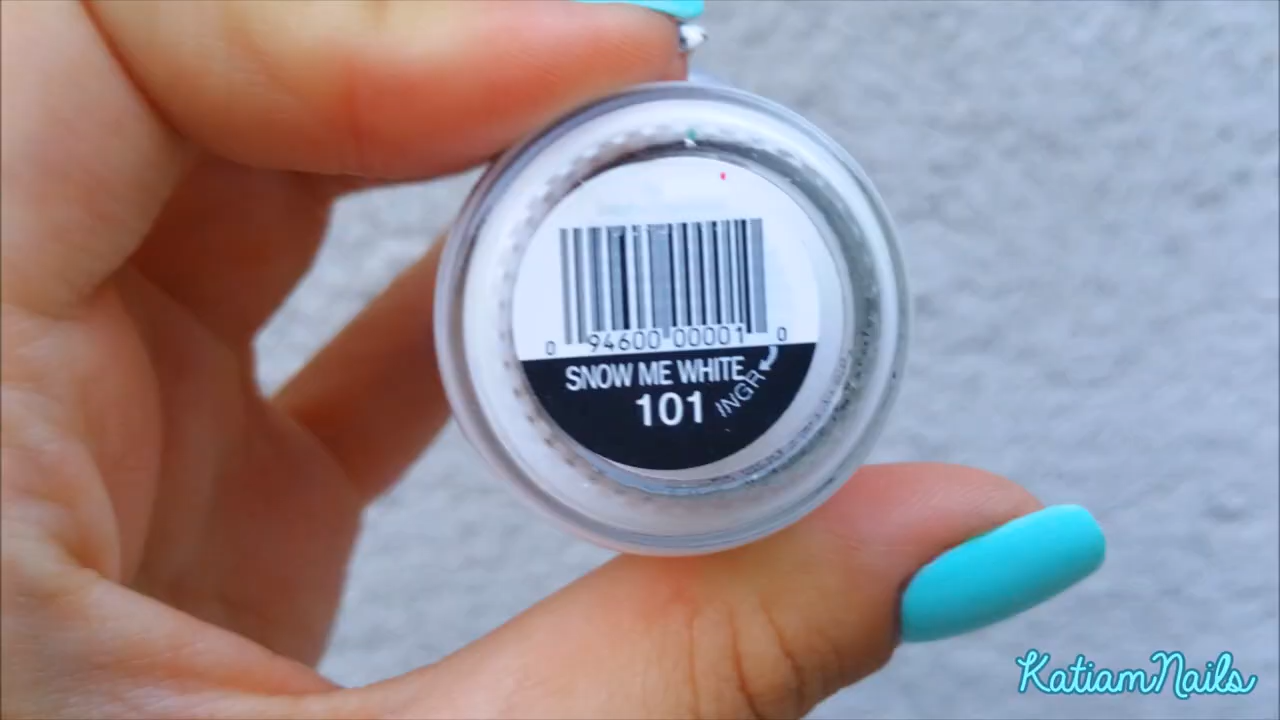 0 94600 00001 0
SNOW ME WHITE
101
INGR
KatiamNails